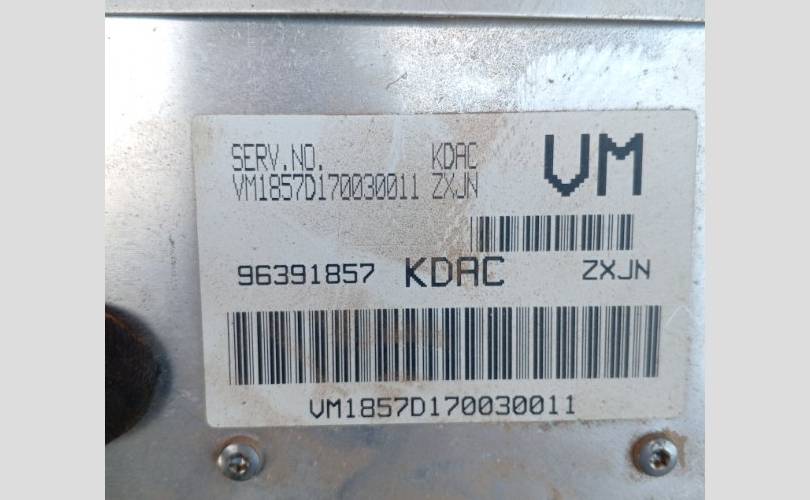 SERV.NO. KDAC VM
VM1857D170030011 ZXJN
96391857 KDAC ZXJN
VM1857D170030011